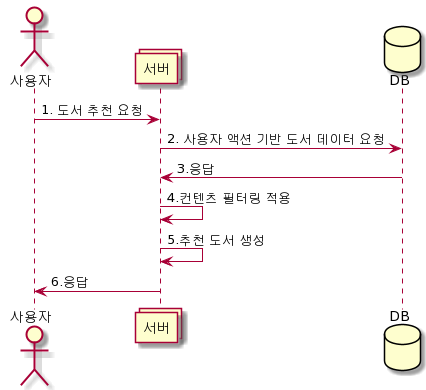 사용자
서버
DB
1. 도서 추천 요청
2. 사용자 액션 기반 도서 데이터 요청
3.응답
4.컨텐츠 필터링 적용
5.추천 도서 생성
6.응답
사용자
서버
DB